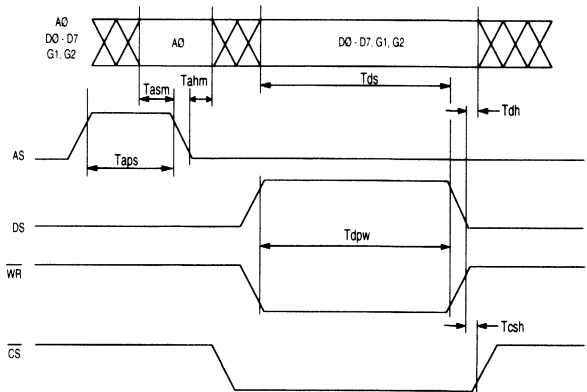 AØ
DØ - D7
G1, G2
AØ
DØ - D7, G1, G2
Tasm
Tahm
Tds
Tdh
AS
Taps
DS
Tdpw
WR
Tcsh
CS